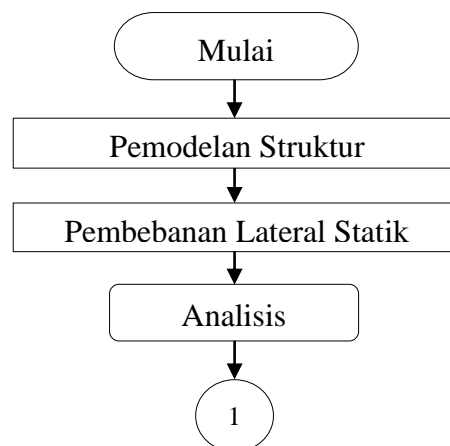 Mulai
Pemodelan Struktur
Pembebanan Lateral Statik
Analisis
1